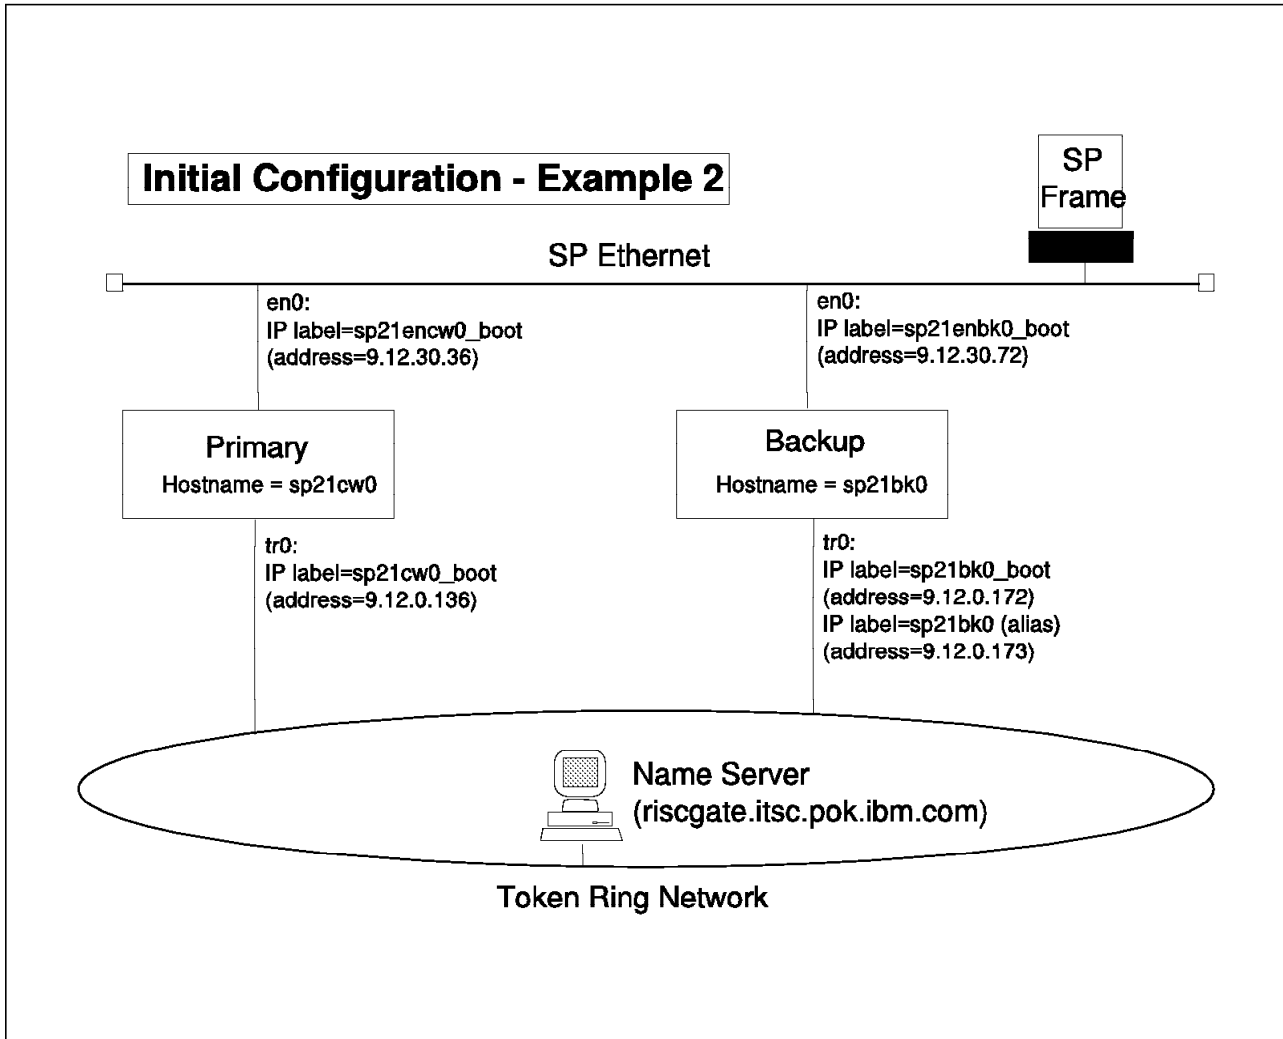 Initial Configuration - Example 2
SP
Frame
SP Ethernet
en0:
IP label=sp21encw0_boot
(address=9.12.30.36)
en0:
IP label=sp21enbk0_boot
(address=9.12.30.72)
Primary
Hostname = sp21cw0
Backup
Hostname = sp21bk0
tr0:
IP label=sp21cw0_boot
(address=9.12.0.136)
tr0:
IP label=sp21bk0_boot
(address=9.12.0.172)
IP label=sp21bk0 (alias)
(address=9.12.0.173)
Name Server
(riscgate.itsc.pok.ibm.com)
Token Ring Network